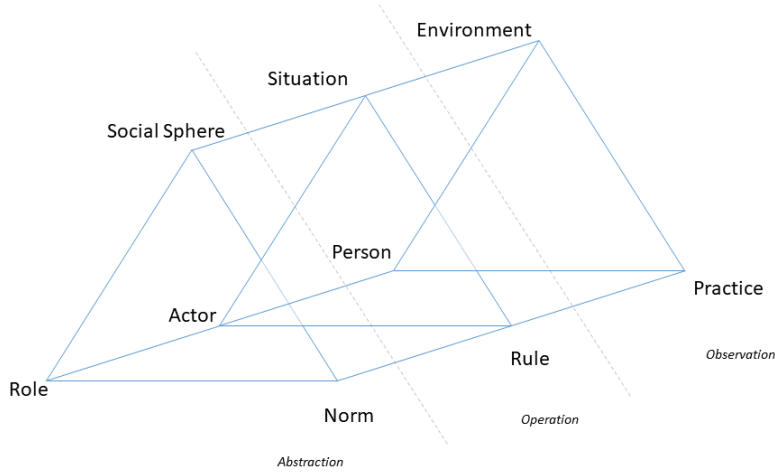 Environment
Situation
Social Sphere
Person
Practice
Actor
Observation
Rule
Role
Norm
Operation
Abstraction